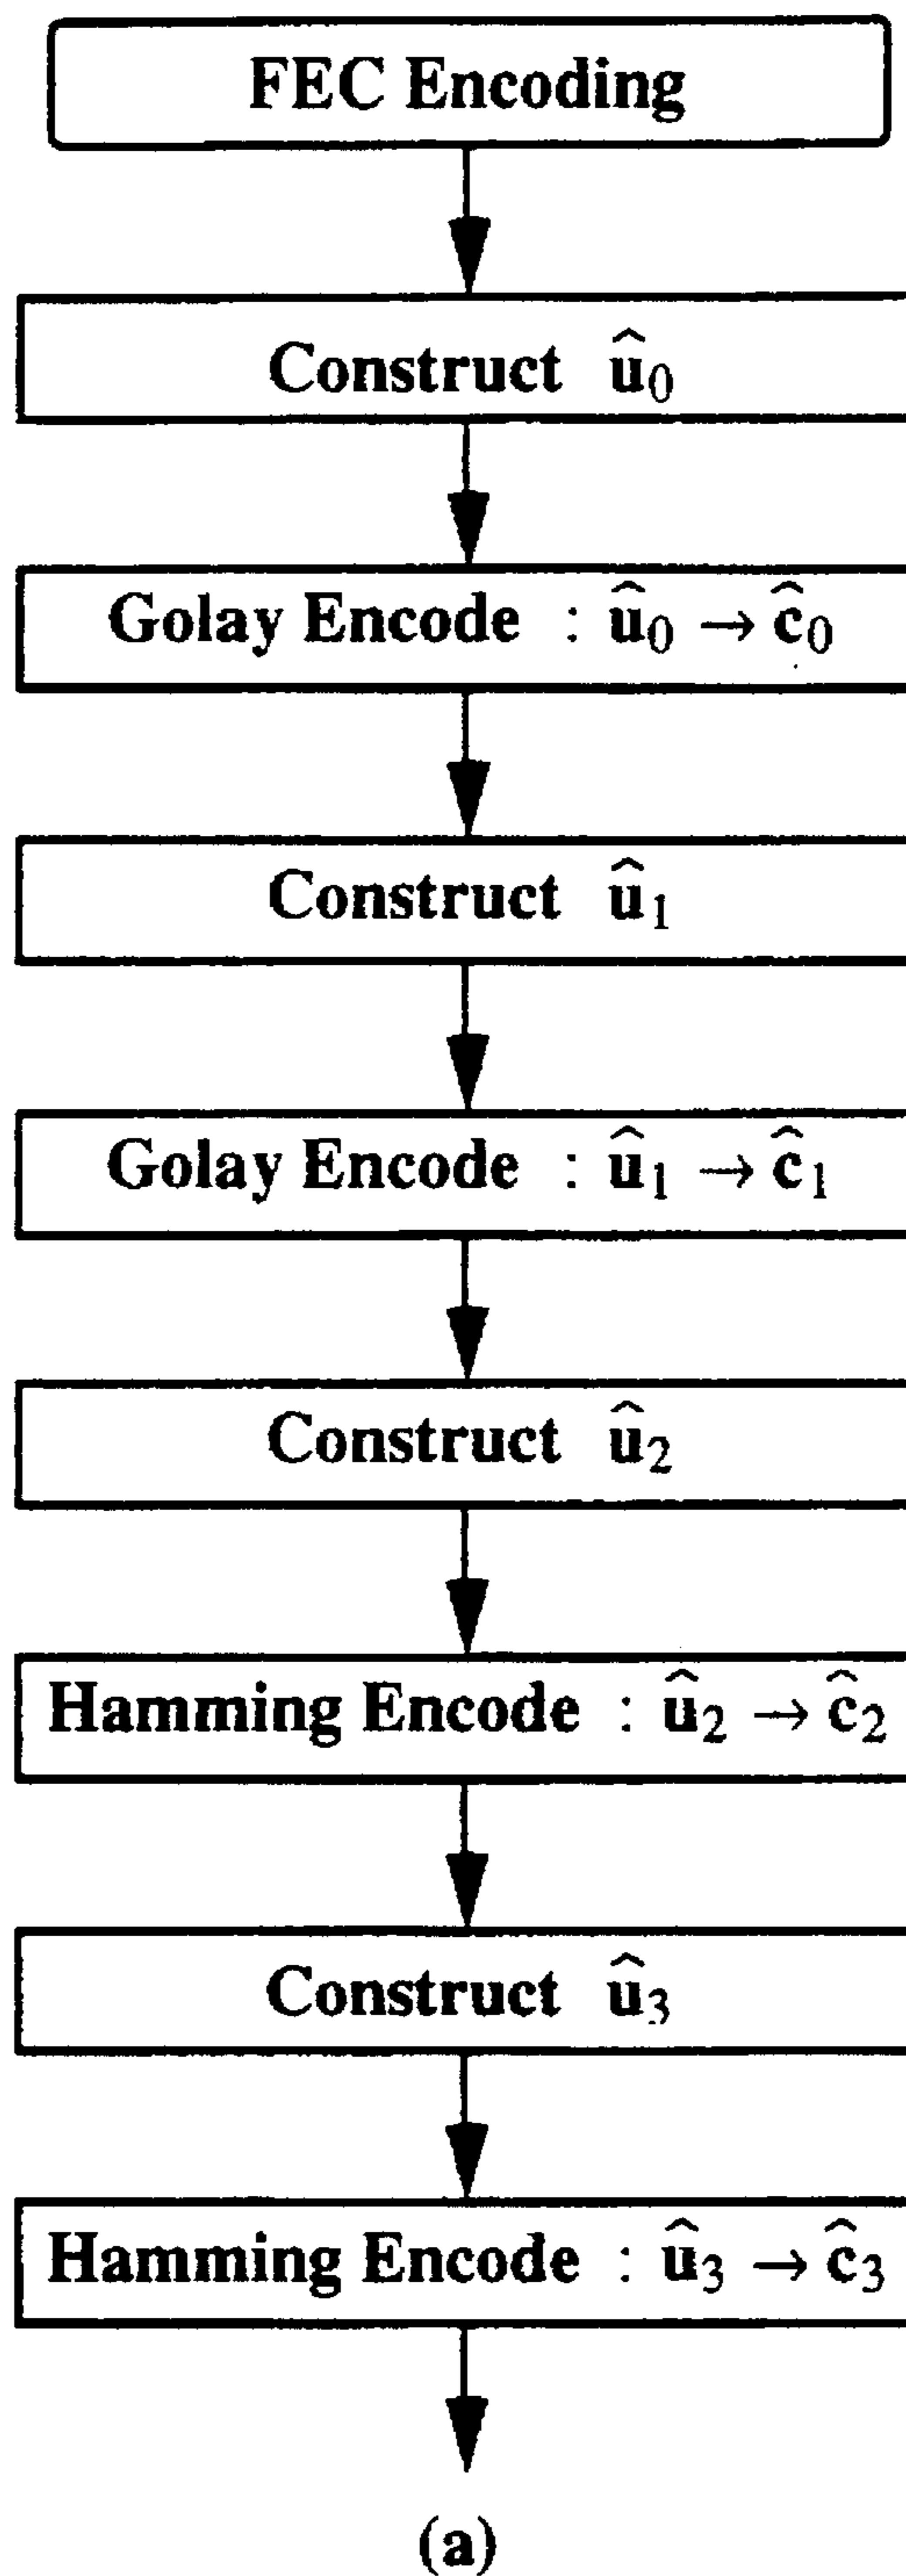 FEC Encoding
Construct û₀
Golay Encode : û₀ → ĉ₀
Construct û₁
Golay Encode : û₁ → ĉ₁
Construct û₂
Hamming Encode : û₂ → ĉ₂
Construct û₃
Hamming Encode : û₃ → ĉ₃
(a)